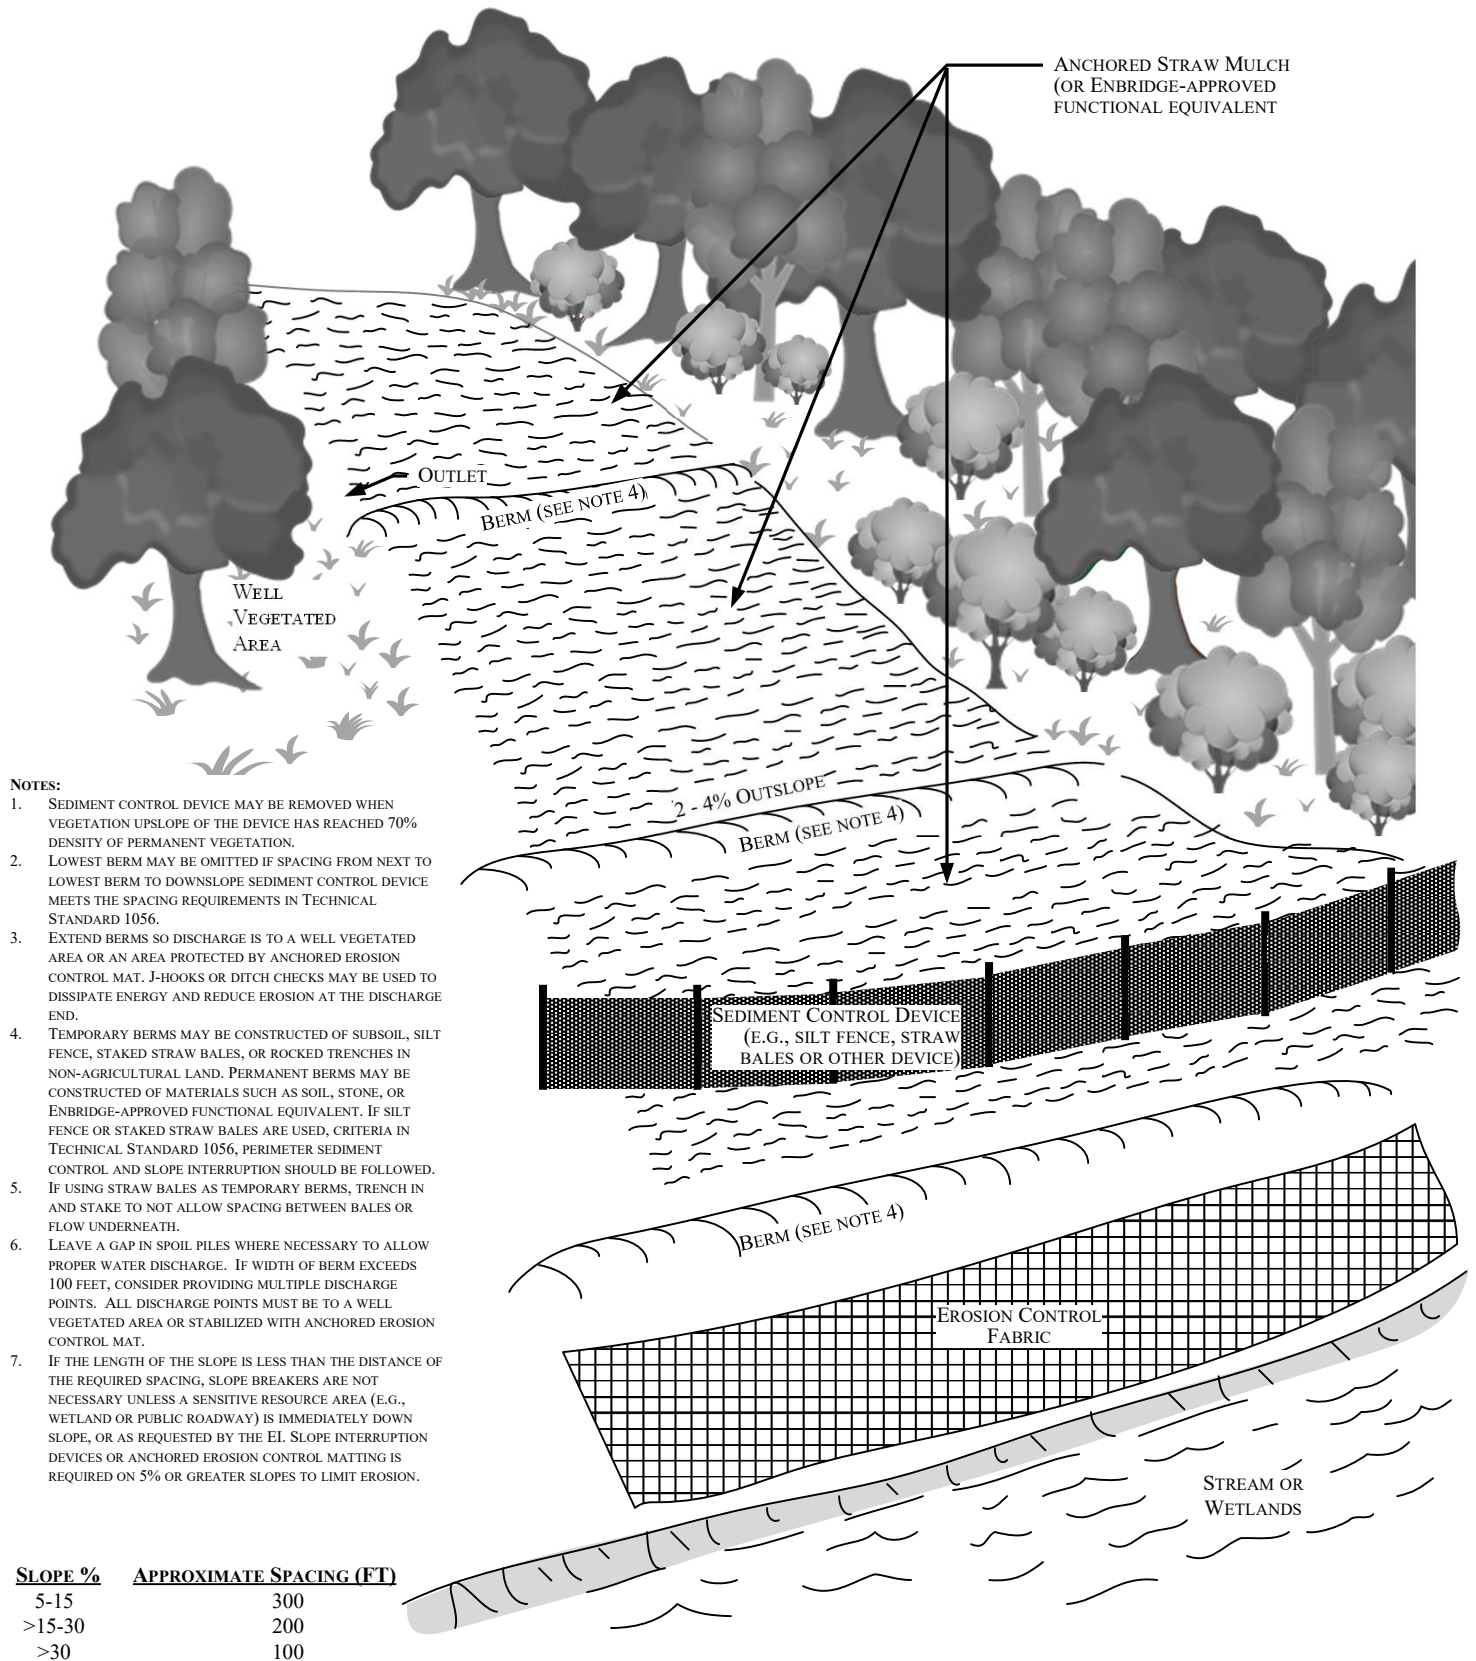 ANCHORED STRAW MULCH
(OR ENBRIDGE-APPROVED
FUNCTIONAL EQUIVALENT
OUTLET
BERM (SEE NOTE 4)
WELL
VEGETATED
AREA
2 - 4% OUTSLOPE
BERM (SEE NOTE 4)
SEDIMENT CONTROL DEVICE
(E.G., SILT FENCE, STRAW
BALES OR OTHER DEVICE)
BERM (SEE NOTE 4)
EROSION CONTROL
FABRIC
STREAM OR
WETLANDS
NOTES:
1. SEDIMENT CONTROL DEVICE MAY BE REMOVED WHEN
VEGETATION UPSLOPE OF THE DEVICE HAS REACHED 70%
DENSITY OF PERMANENT VEGETATION.
2. LOWEST BERM MAY BE OMITTED IF SPACING FROM NEXT TO
LOWEST BERM TO DOWNSLOPE SEDIMENT CONTROL DEVICE
MEETS THE SPACING REQUIREMENTS IN TECHNICAL
STANDARD 1056.
3. EXTEND BERMS SO DISCHARGE IS TO A WELL VEGETATED
AREA OR AN AREA PROTECTED BY ANCHORED EROSION
CONTROL MAT. J-HOOKS OR DITCH CHECKS MAY BE USED TO
DISSIPATE ENERGY AND REDUCE EROSION AT THE DISCHARGE
END.
4. TEMPORARY BERMS MAY BE CONSTRUCTED OF SUBSOIL, SILT
FENCE, STAKED STRAW BALES, OR ROCKED TRENCHES IN
NON-AGRICULTURAL LAND. PERMANENT BERMS MAY BE
CONSTRUCTED OF MATERIALS SUCH AS SOIL, STONE, OR
ENBRIDGE-APPROVED FUNCTIONAL EQUIVALENT. IF SILT
FENCE OR STAKED STRAW BALES ARE USED, CRITERIA IN
TECHNICAL STANDARD 1056, PERIMETER SEDIMENT
CONTROL AND SLOPE INTERRUPTION SHOULD BE FOLLOWED.
5. IF USING STRAW BALES AS TEMPORARY BERMS, TRENCH IN
AND STAKE TO NOT ALLOW SPACING BETWEEN BALES OR
FLOW UNDERNEATH.
6. LEAVE A GAP IN SPOIL PILES WHERE NECESSARY TO ALLOW
PROPER WATER DISCHARGE. IF WIDTH OF BERM EXCEEDS
100 FEET, CONSIDER PROVIDING MULTIPLE DISCHARGE
POINTS. ALL DISCHARGE POINTS MUST BE TO A WELL
VEGETATED AREA OR STABILIZED WITH ANCHORED EROSION
CONTROL MAT.
7. IF THE LENGTH OF THE SLOPE IS LESS THAN THE DISTANCE OF
THE REQUIRED SPACING, SLOPE BREAKERS ARE NOT
NECESSARY UNLESS A SENSITIVE RESOURCE AREA (E.G.,
WETLAND OR PUBLIC ROADWAY) IS IMMEDIATELY DOWN
SLOPE, OR AS REQUESTED BY THE EI. SLOPE INTERRUPTION
DEVICES OR ANCHORED EROSION CONTROL MATTING IS
REQUIRED ON 5% OR GREATER SLOPES TO LIMIT EROSION.
SLOPE % APPROXIMATE SPACING (FT)
5-15 300
>15-30 200
>30 100